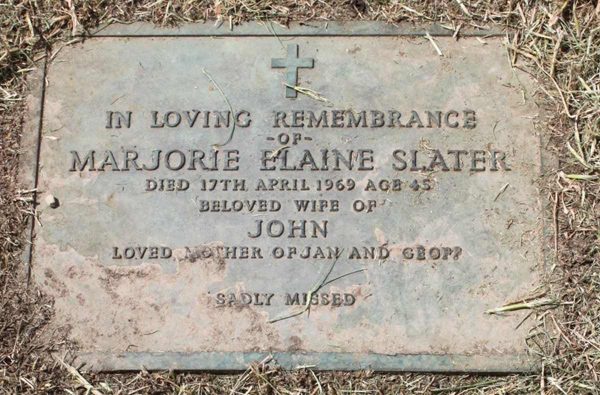 IN LOVING REMEMBRANCE
-OF-
MARJORIE ELAINE SLATER
DIED 17TH APRIL 1969 AGE 45
BELOVED WIFE OF
JOHN
LOVED MOTHER OF JAN AND GEOFF
SADLY MISSED